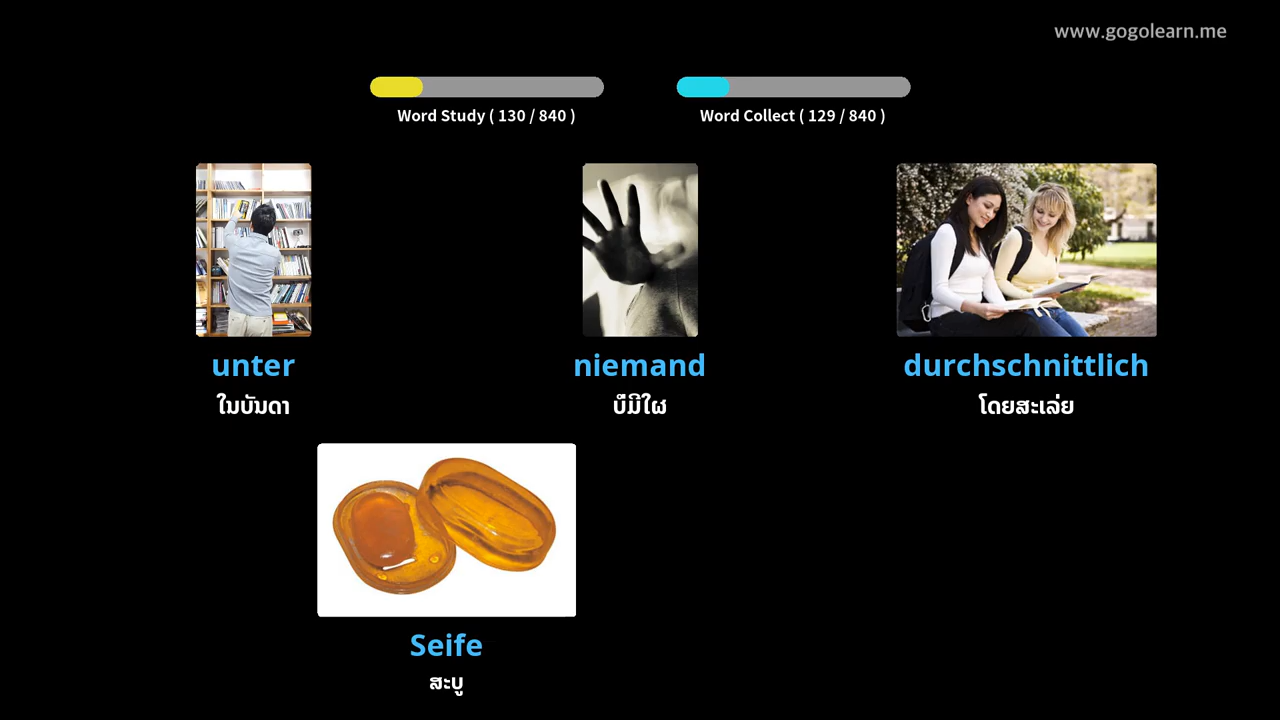 www.gogolearn.me
Word Study ( 130 / 840 )
Word Collect ( 129 / 840 )
unter
niemand
durchschnittlich
ໃນບັນດາ
ບໍ່ມີໃຜ
ໂດຍສະເລ່ຍ
Seife
ສະບູ